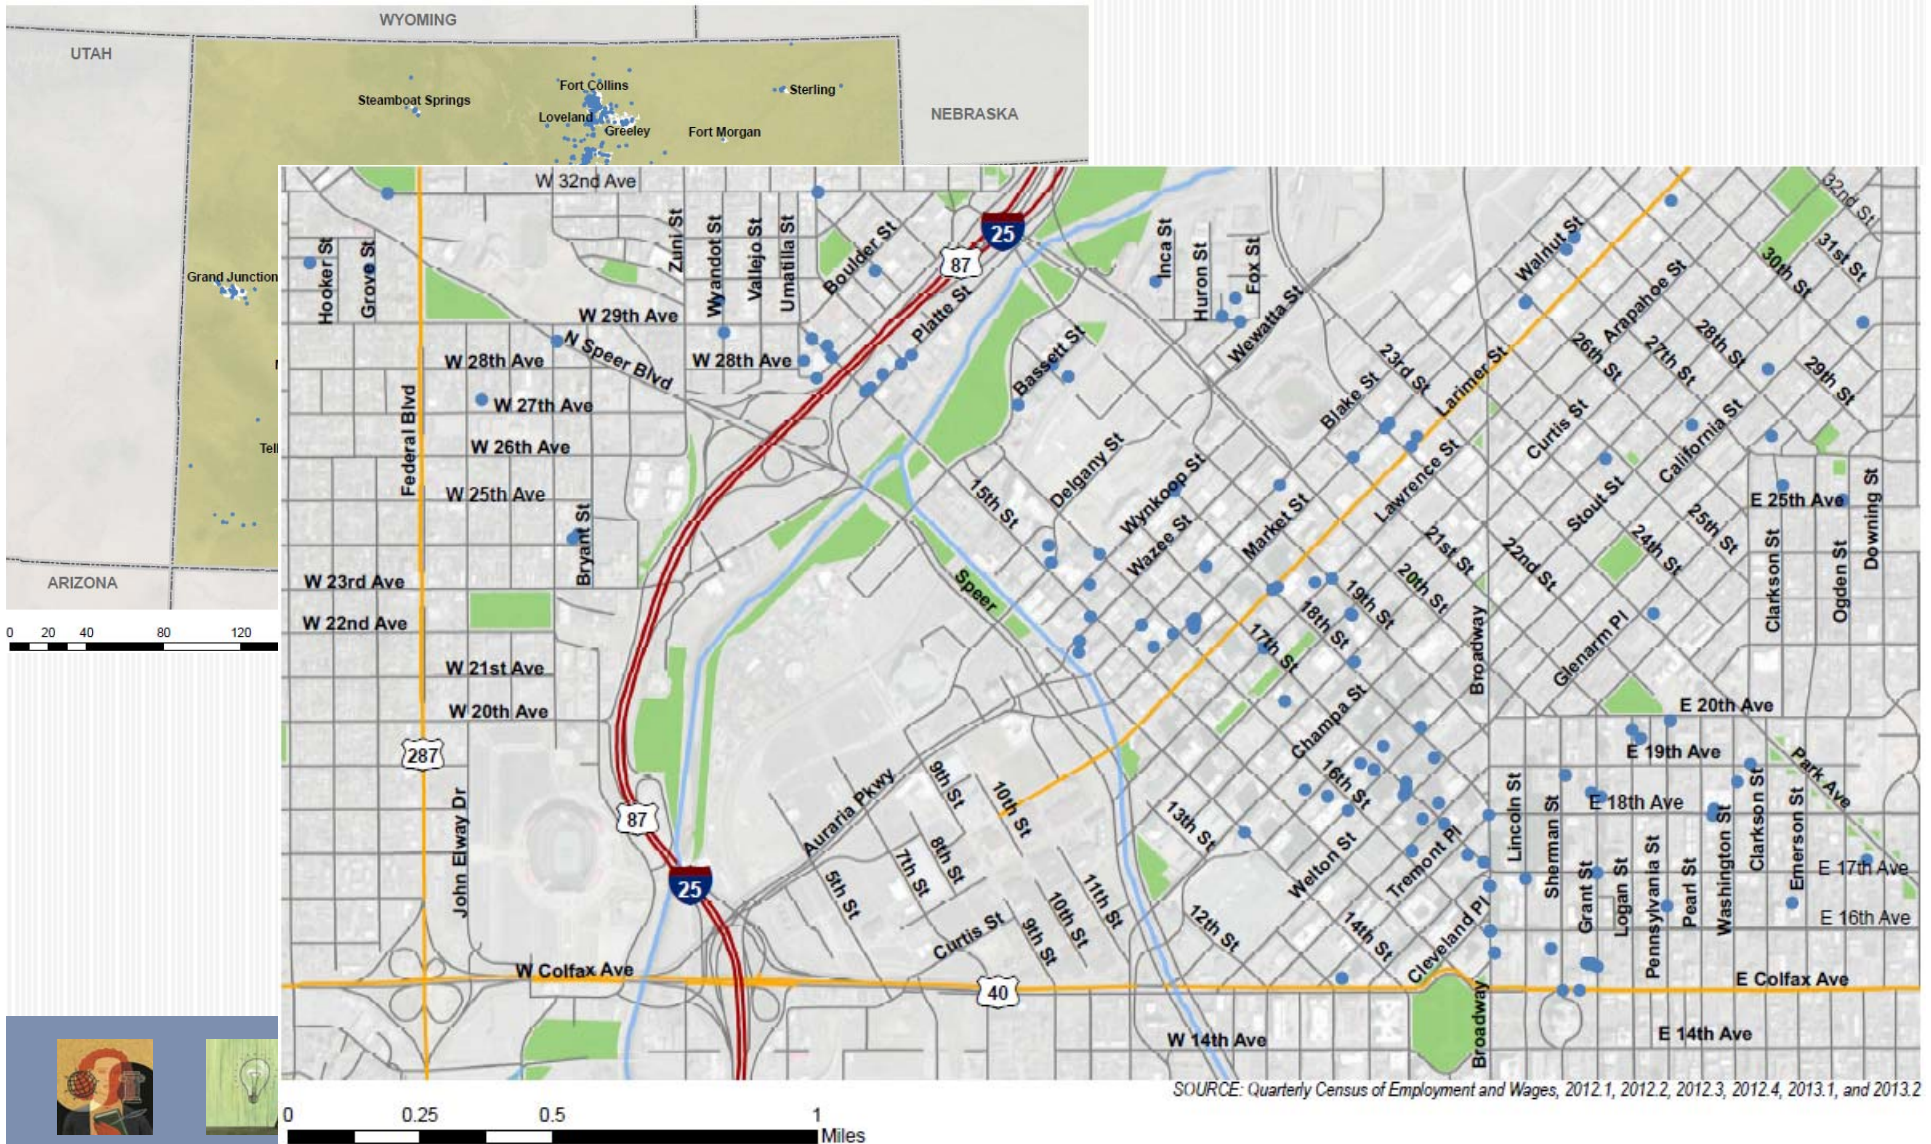 WYOMING
UTAH
NEBRASKA
Fort Collins
Steamboat Springs
Sterling
Loveland
Greeley
Fort Morgan
Grand Junction
Tell
ARIZONA
0 20 40 80 120
W 32nd Ave
Hooker St
Grove St
Zuni St
Wyandot St
Vallejo St
Umatilla St
Boulder St
25
87
Platte St
Inca St
Huron St
Fox St
Wewatta St
Walnut St
32nd St
31st St
30th St
Arapahoe St
W 29th Ave
N Speer Blvd
W 28th Ave
W 28th Ave
Bassett St
23rd St
Blake St
Larimer St
26th St
27th St
28th St
29th St
Federal Blvd
W 27th Ave
W 26th Ave
W 25th Ave
Bryant St
15th St
Delgany St
Wynkoop St
Wazee St
Market St
Lawrence St
Curtis St
California St
Stout St
E 25th Ave
Downing St
25th St
24th St
22nd St
21st St
20th St
19th St
18th St
17th St
Clarkson St
Ogden St
W 23rd Ave
W 22nd Ave
W 21st Ave
W 20th Ave
Speer
Broadway
Glenarm Pl
E 20th Ave
287
87
25
John Elway Dr
Auraria Pkwy
9th St
10th St
8th St
7th St
5th St
Curtis St
9th St
10th St
11th St
Champa St
16th St
13th St
Welton St
Tremont Pl
12th St
14th St
Cleveland Pl
Lincoln St
Sherman St
Grant St
Logan St
Pennsylvania St
Pearl St
Washington St
Clarkson St
Emerson St
E 19th Ave
E 18th Ave
Park Ave
E 17th Ave
E 16th Ave
W Colfax Ave
40
E Colfax Ave
W 14th Ave
Broadway
E 14th Ave
SOURCE: Quarterly Census of Employment and Wages, 2012.1, 2012.2, 2012.3, 2012.4, 2013.1, and 2013.2
0 0.25 0.5 1
Miles